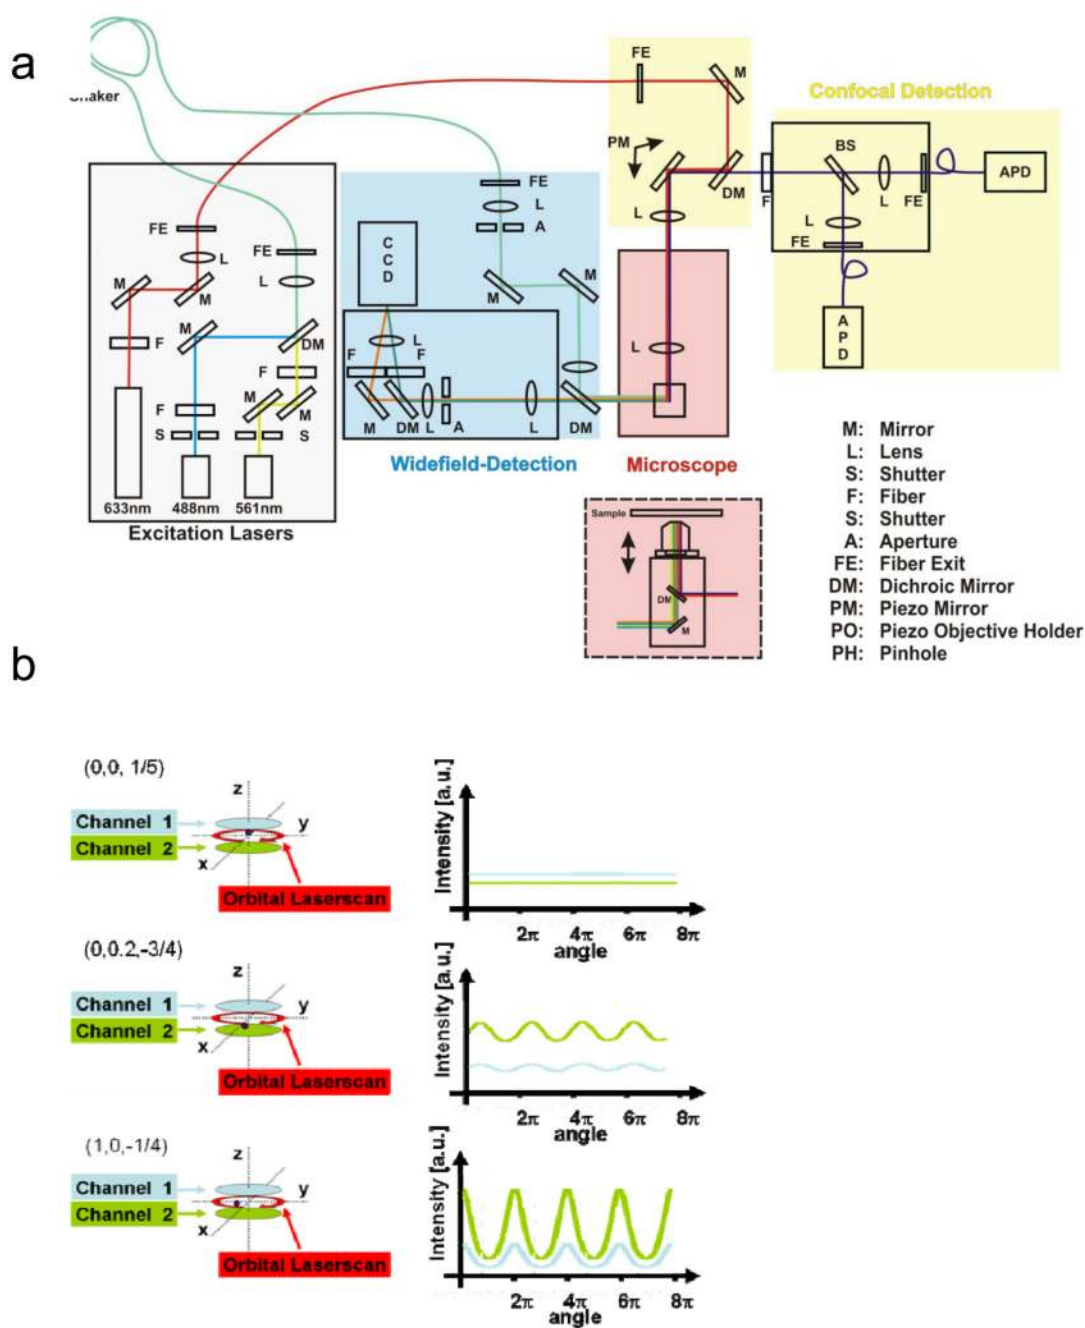 a
FE
M
Confocal Detection
PM
BS
APD
DM
F
L
FE
L
L
FE
APD
FE
L
A
CCD
M
M
L
F
F
M
DM
L
A
L
DM
Widefield-Detection
FE
L
M
M
F
FE
L
M
DM
F
F
M
M
S
S
633nm
488nm
561nm
Excitation Lasers
L
Microscope
Sample
DM
M
M: Mirror
L: Lens
S: Shutter
F: Fiber
S: Shutter
A: Aperture
FE: Fiber Exit
DM: Dichroic Mirror
PM: Piezo Mirror
PO: Piezo Objective Holder
PH: Pinhole
b
(0,0, 1/5)
z
Channel 1
y
Channel 2
x
Orbital Laserscan
Intensity [a.u.]
2π 4π 6π 8π
angle
(0,0.2,-3/4)
z
Channel 1
y
Channel 2
x
Orbital Laserscan
Intensity [a.u.]
2π 4π 6π 8π
angle
(1,0,-1/4)
z
Channel 1
y
Channel 2
x
Orbital Laserscan
Intensity [a.u.]
2π 4π 6π 8π
angle